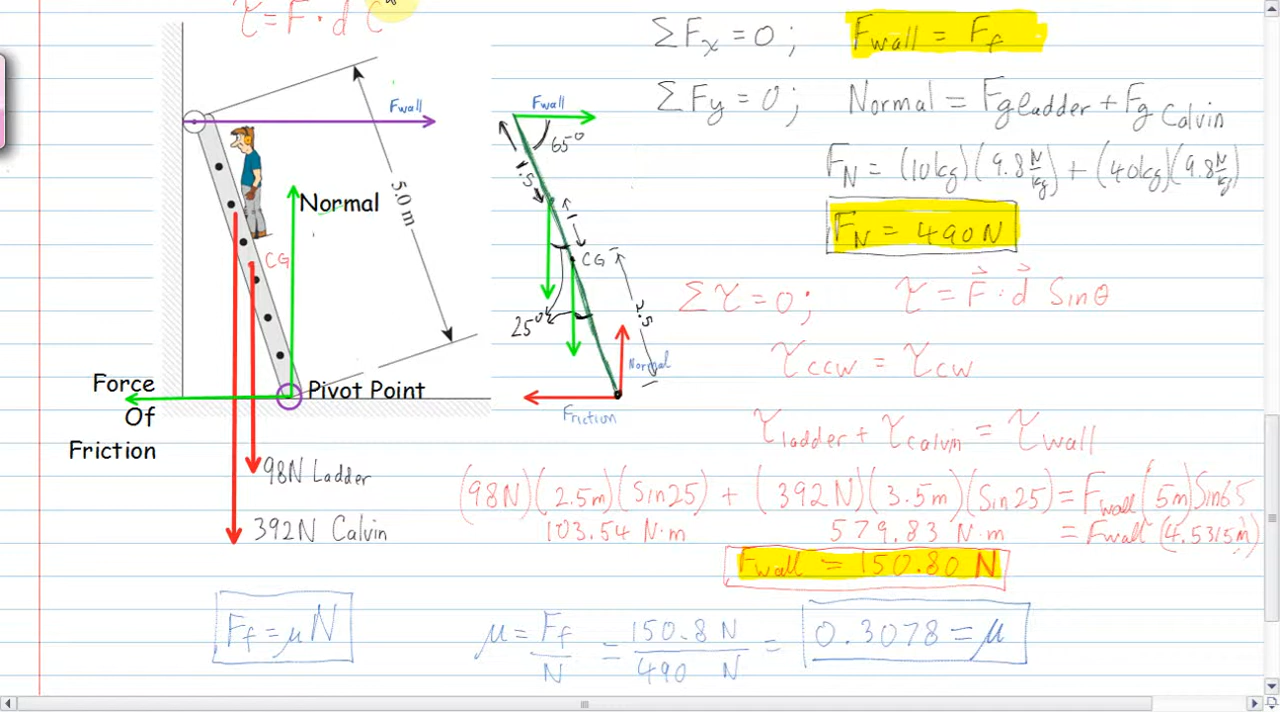 τ = F · d
ΣFx = 0 ; Fwall = Ff
ΣFy = 0 ; Normal = Fg Ladder + Fg Calvin
FN = (10kg)(9.8 N/kg) + (40kg)(9.8 N/kg)
FN = 490N
Στ = 0 ; τ = F · d Sinθ
τccw = τcw
τladder + τcalvin = τwall
(98N)(2.5m)(Sin25) + (392N)(3.5m)(Sin25) = Fwall (5m) Sin65
103.54 N·m 579.83 N·m = Fwall (4.5315m)
Fwall = 150.80 N
Fwall
5.0 m
Normal
CG
Pivot Point
Force
Of
Friction
98N Ladder
392N Calvin
Fwall
65°
1.5
1
CG
25°
2.5
Normal
Friction
Ff = μN
μ = Ff/N = 150.8 N/490 N = 0.3078 = μ